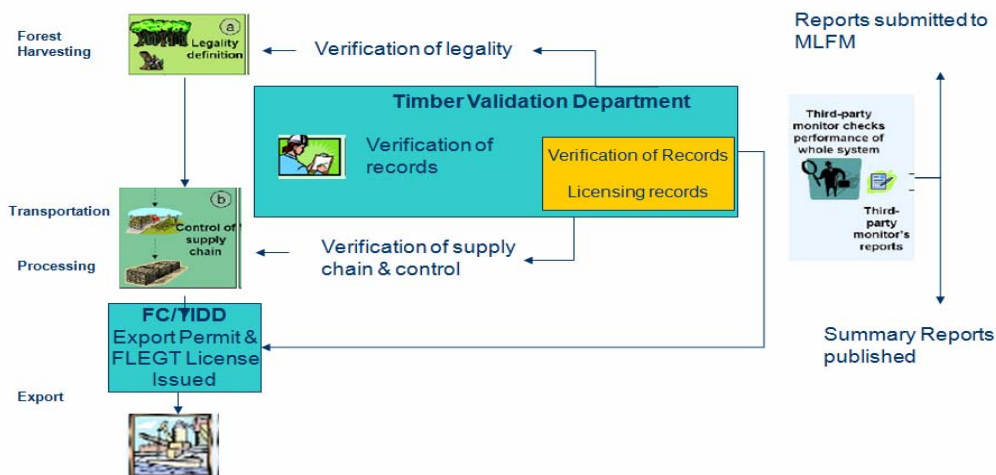 Forest
Harvesting
a
Legality
definition
Verification of legality
Reports submitted to
MLFM
Timber Validation Department
Verification of
records
Verification of Records
Licensing records
Third-party
monitor checks
performance of
whole system
Third-
party
monitor's
reports
Transportation
b
Control of
supply
chain
Processing
Verification of supply
chain & control
FC/TIDD
Export Permit &
FLEGT License
Issued
Summary Reports
published
Export